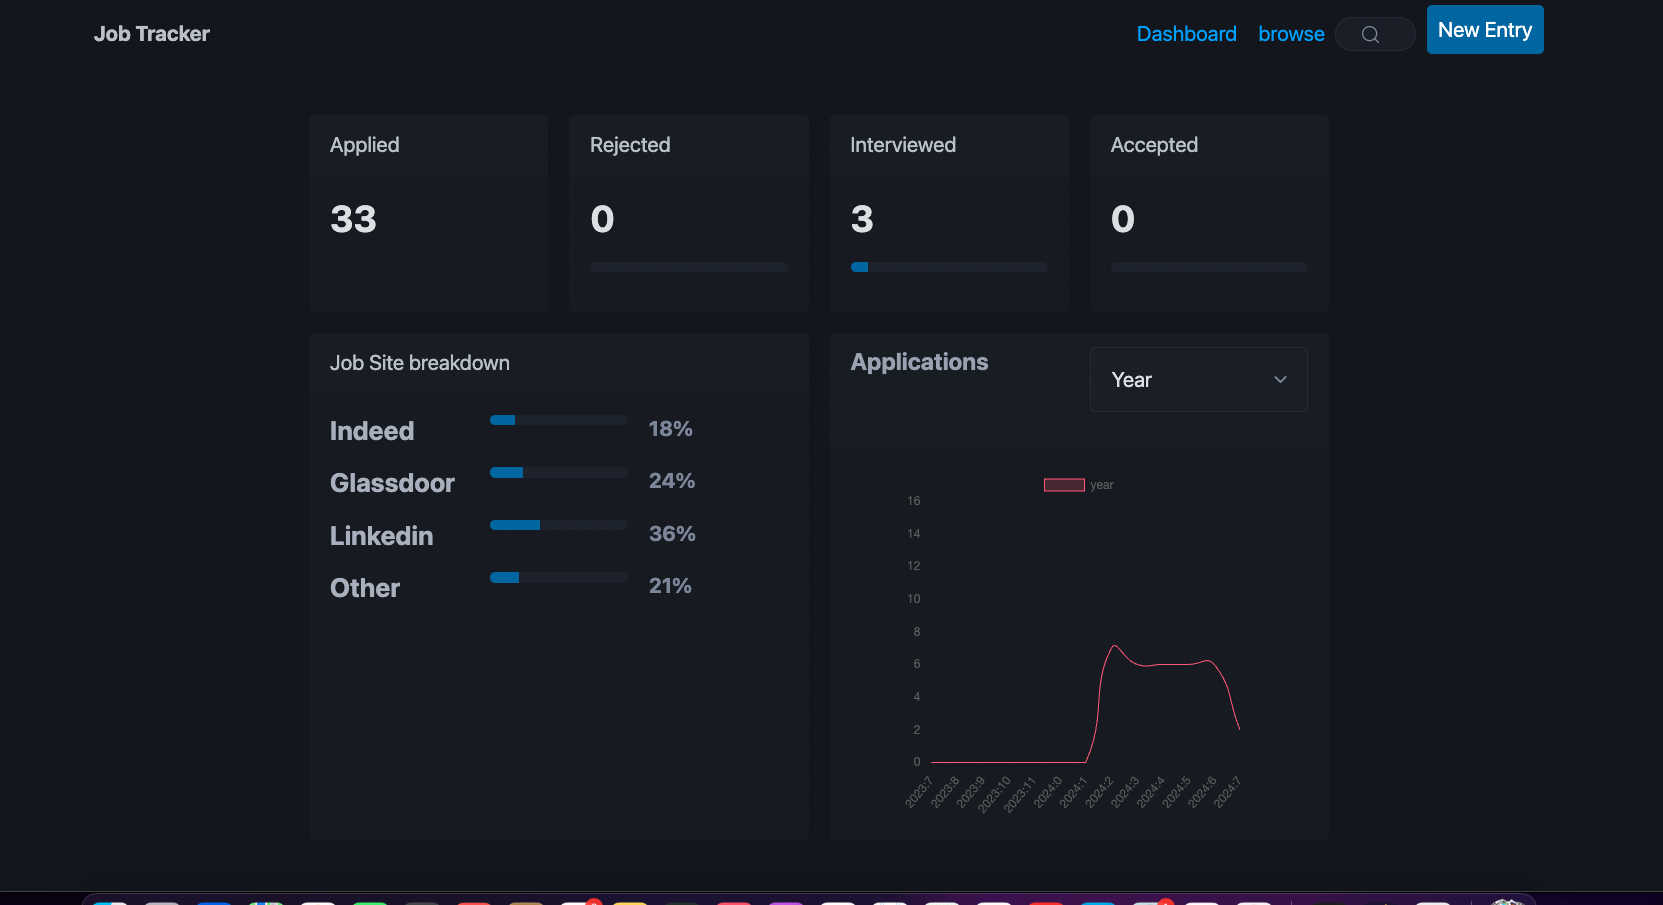 Job Tracker
Dashboard
browse
New Entry
Applied
Rejected
Interviewed
Accepted
33
0
3
0
Job Site breakdown
Indeed 18%
Glassdoor 24%
Linkedin 36%
Other 21%
Applications
Year
year
16
14
12
10
8
6
4
2
0
2023:7
2023:8
2023:9
2023:10
2023:11
2024:0
2024:1
2024:2
2024:3
2024:4
2024:5
2024:6
2024:7